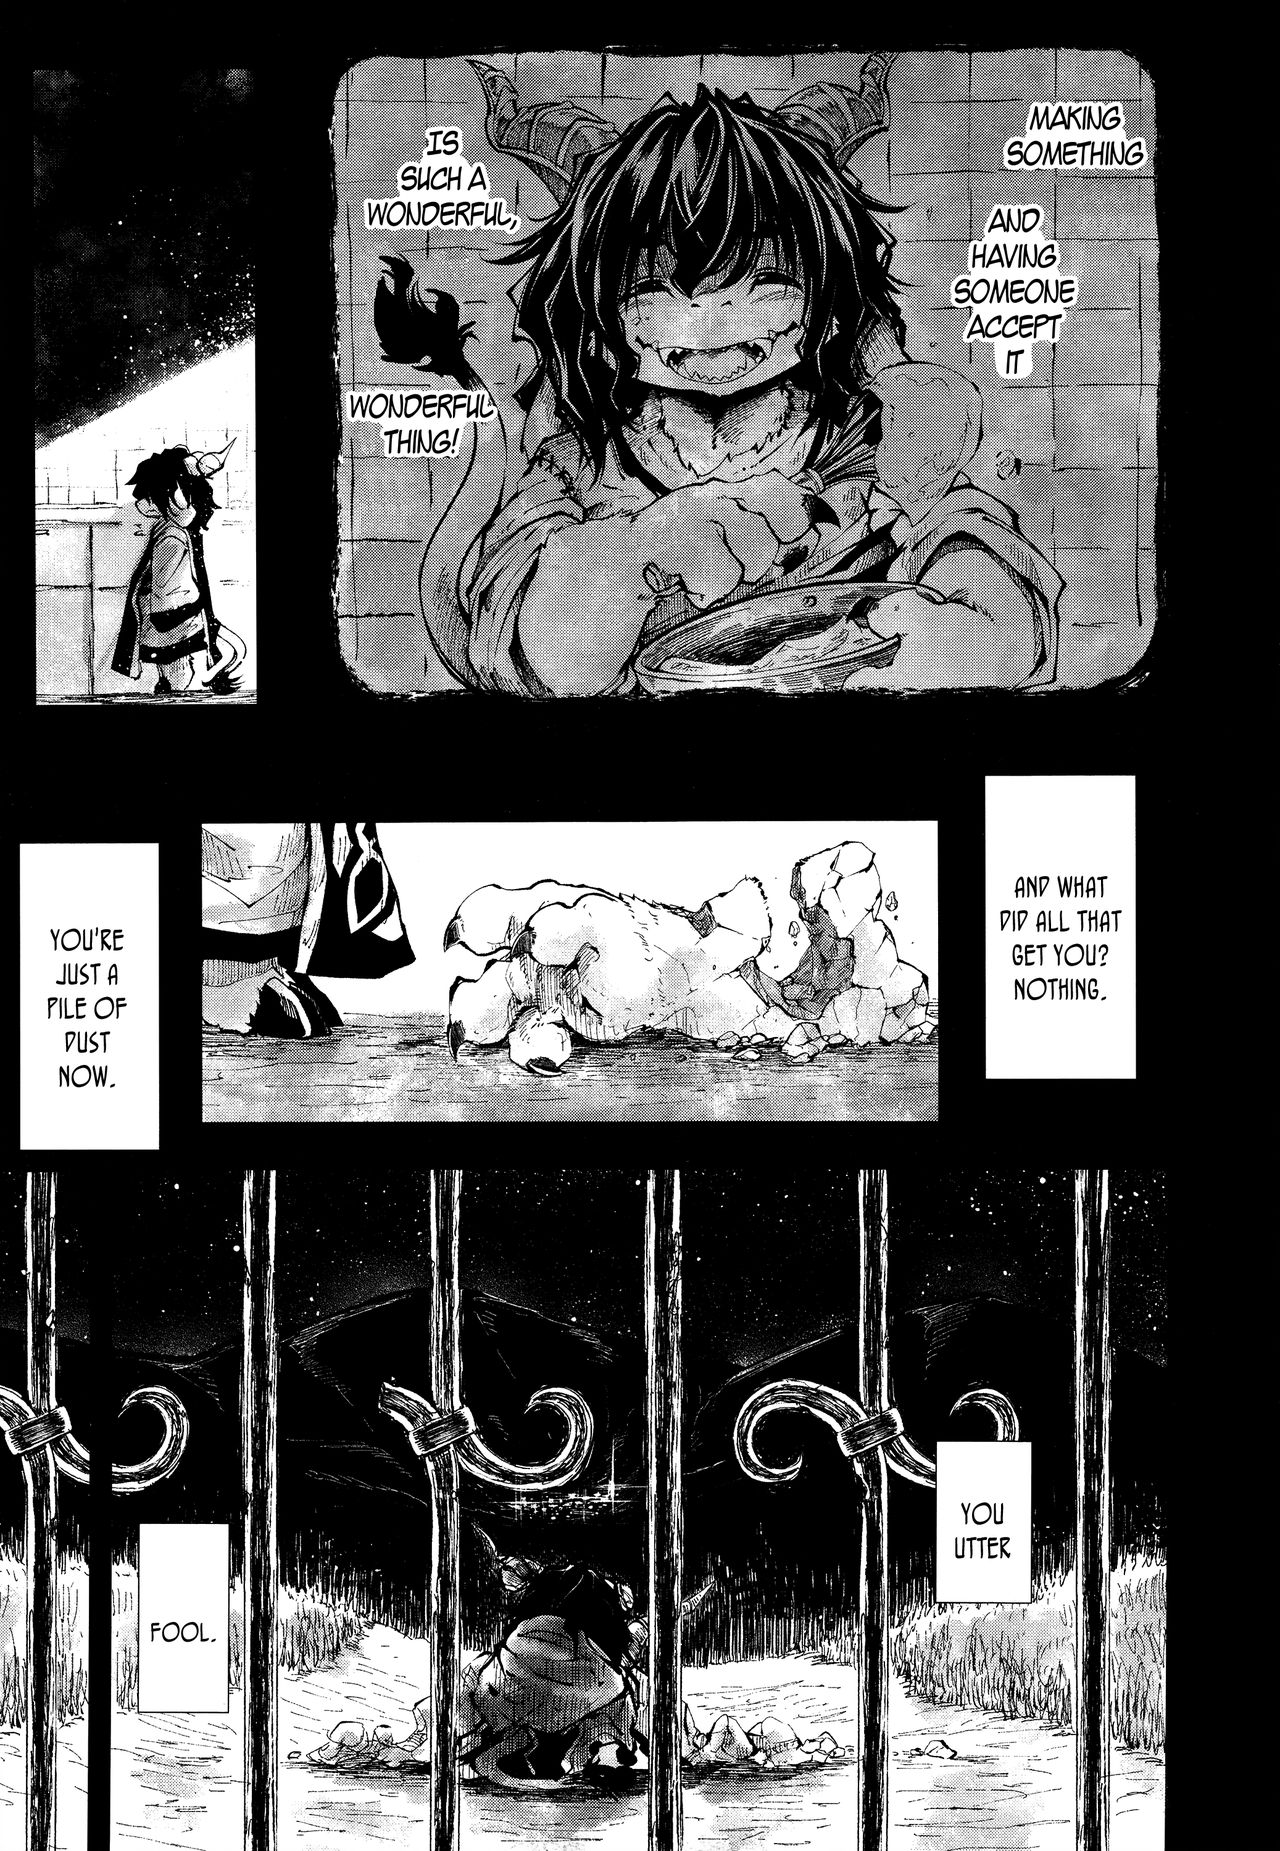 MAKING
SOMETHING
AND
HAVING
SOMEONE
ACCEPT
IT
IS
SUCH A
WONDERFUL,
WONDERFUL
THING!
AND WHAT
DID ALL THAT
GET YOU?
NOTHING.
YOU'RE
JUST A
PILE OF
DUST
NOW.
YOU
UTTER
FOOL.